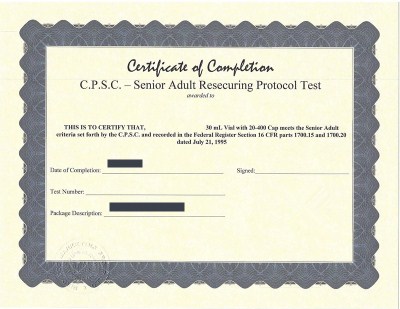 Certificate of Completion
C.P.S.C. – Senior Adult Resecuring Protocol Test
awarded to
THIS IS TO CERTIFY THAT, 30 mL Vial with 20-400 Cap meets the Senior Adult
criteria set forth by the C.P.S.C. and recorded in the Federal Register Section 16 CFR parts 1700.15 and 1700.20
dated July 21, 1995
Date of Completion: Signed:
Test Number:
Package Description: